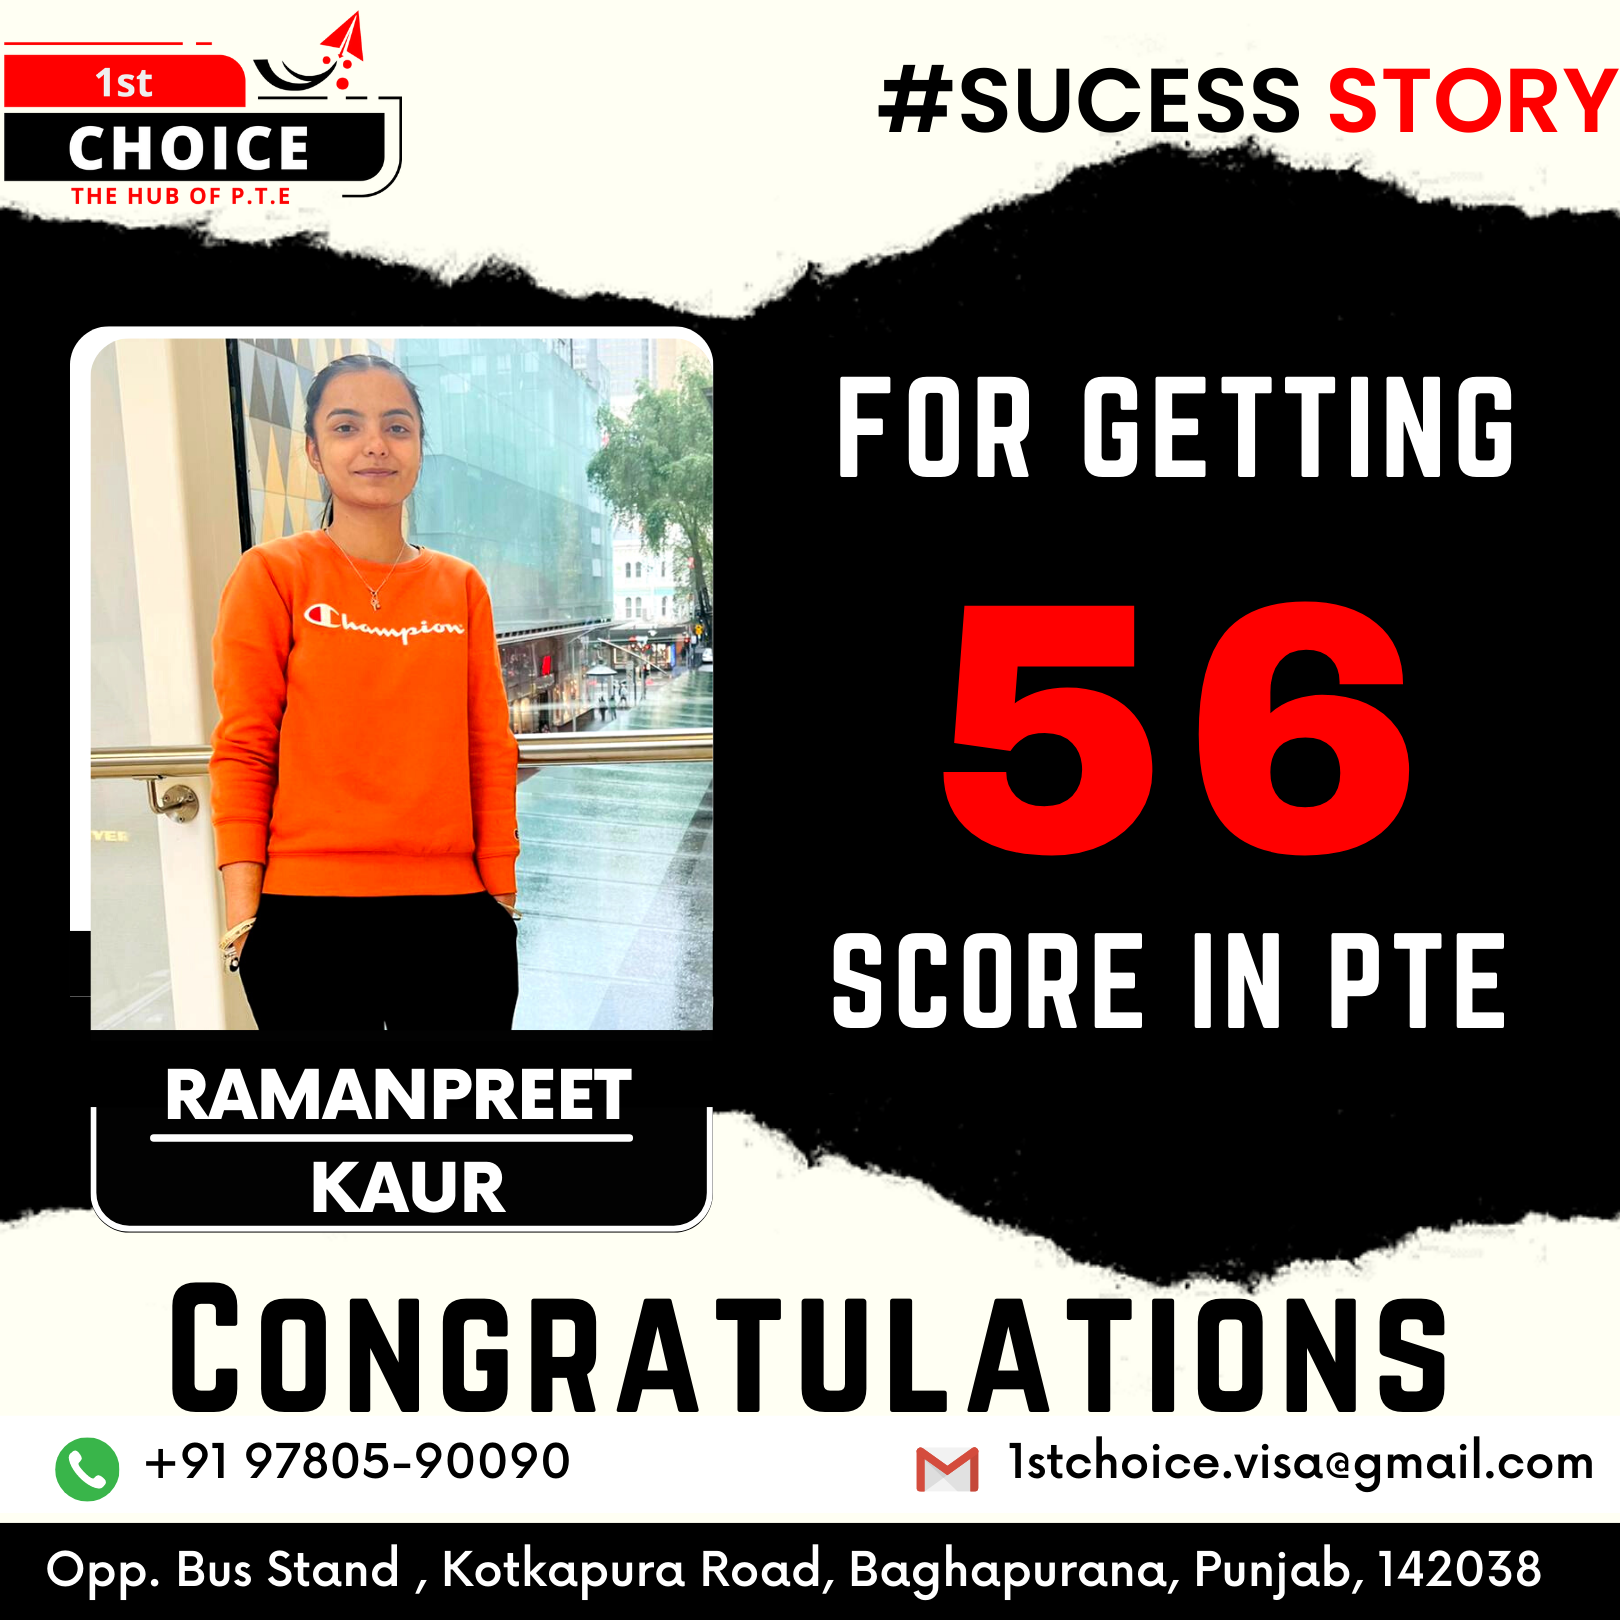 1st
CHOICE
THE HUB OF P.T.E
#SUCESS STORY
FOR GETTING
56
SCORE IN PTE
Champion
RAMANPREET
KAUR
CONGRATULATIONS
+91 97805-90090
1stchoice.visa@gmail.com
Opp. Bus Stand , Kotkapura Road, Baghapurana, Punjab, 142038